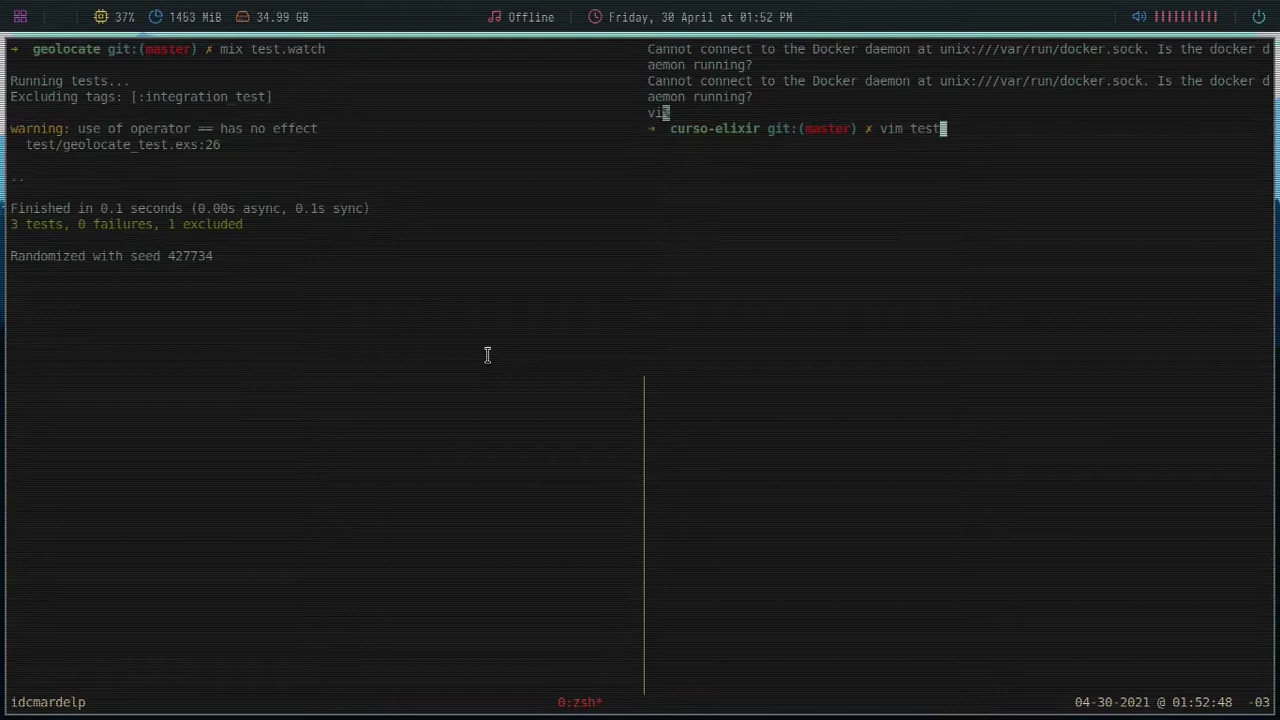 37% 1453 MiB 34.99 GB Offline Friday, 30 April at 01:52 PM
→ geolocate git:(master) ✗ mix test.watch
Running tests...
Excluding tags: [:integration_test]
warning: use of operator == has no effect
test/geolocate_test.exs:26
..
Finished in 0.1 seconds (0.00s async, 0.1s sync)
3 tests, 0 failures, 1 excluded
Randomized with seed 427734
Cannot connect to the Docker daemon at unix:///var/run/docker.sock. Is the docker d
aemon running?
Cannot connect to the Docker daemon at unix:///var/run/docker.sock. Is the docker d
aemon running?
vi%
→ curso-elixir git:(master) ✗ vim test
idcmardelp 0:zsh* 04-30-2021 @ 01:52:48 -03